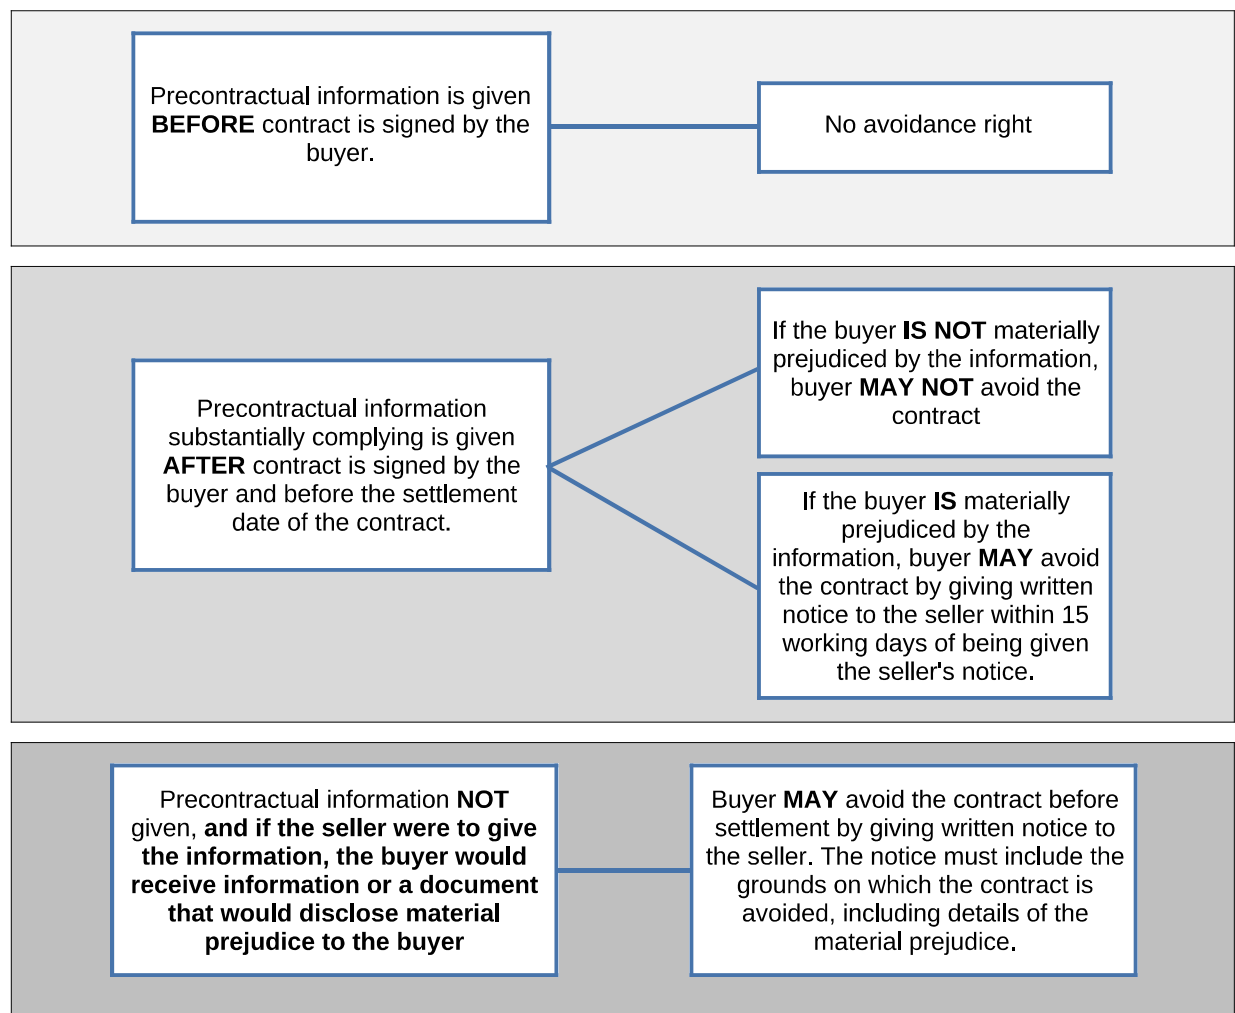 Precontractual information is given
BEFORE contract is signed by the
buyer.
No avoidance right
Precontractual information
substantially complying is given
AFTER contract is signed by the
buyer and before the settlement
date of the contract.
If the buyer IS NOT materially
prejudiced by the information,
buyer MAY NOT avoid the
contract
If the buyer IS materially
prejudiced by the
information, buyer MAY avoid
the contract by giving written
notice to the seller within 15
working days of being given
the seller's notice.
Precontractual information NOT
given, and if the seller were to give
the information, the buyer would
receive information or a document
that would disclose material
prejudice to the buyer
Buyer MAY avoid the contract before
settlement by giving written notice to
the seller. The notice must include the
grounds on which the contract is
avoided, including details of the
material prejudice.